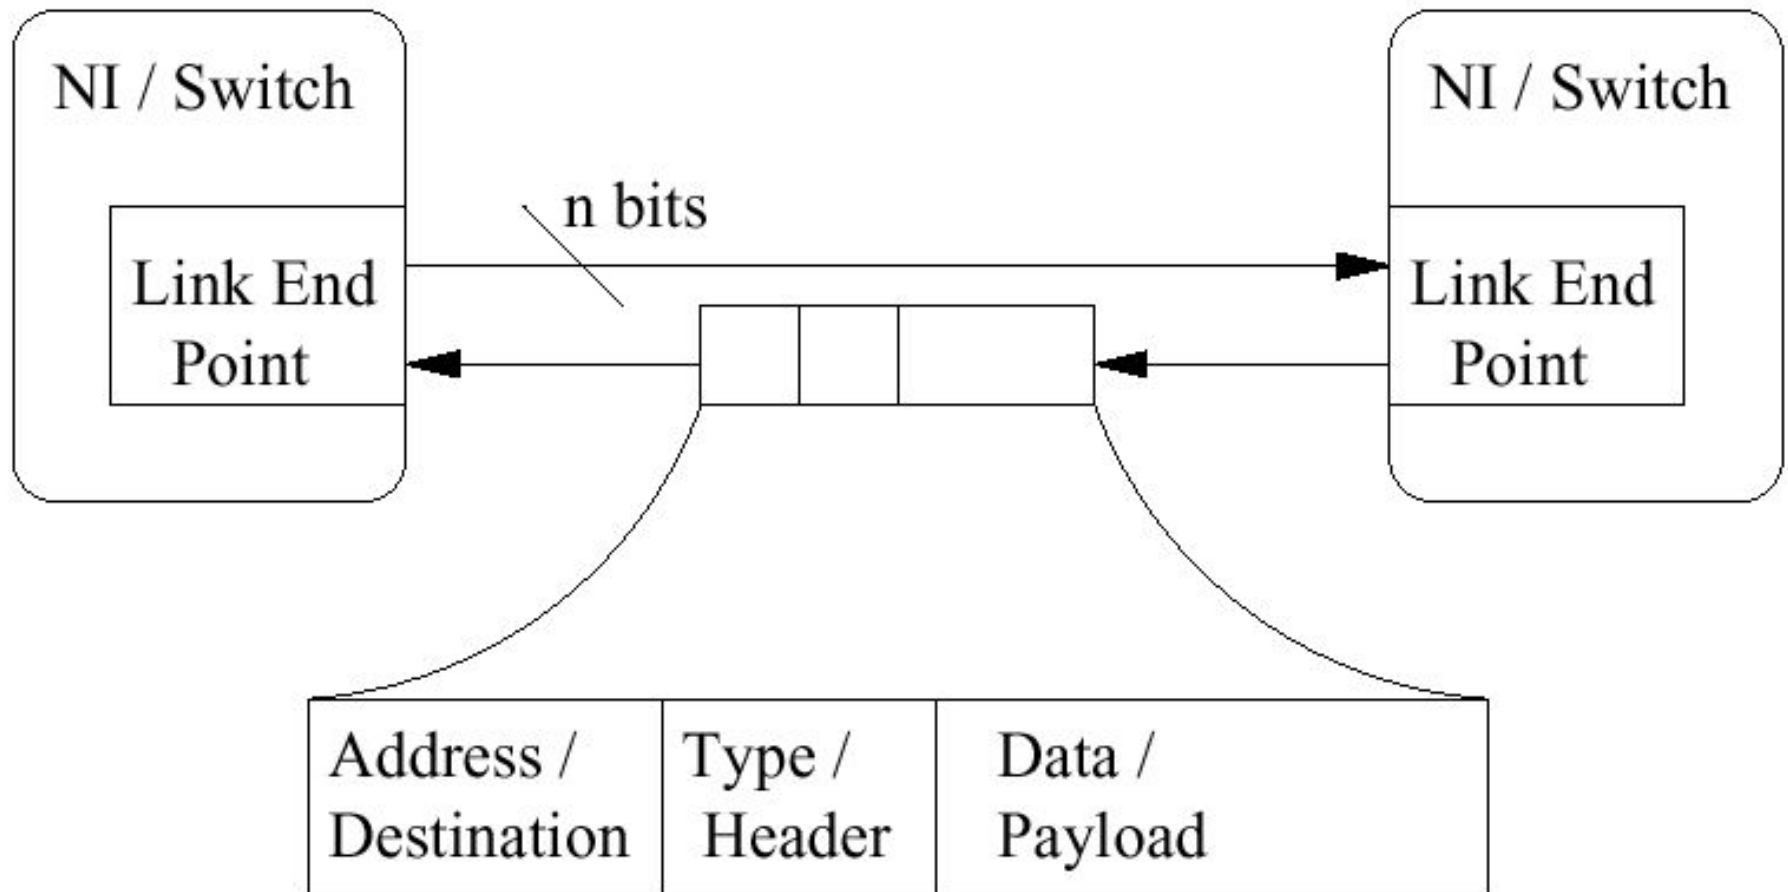 NI / Switch
NI / Switch
n bits
Link End
Point
Link End
Point
Address /
Destination
Type /
Header
Data /
Payload